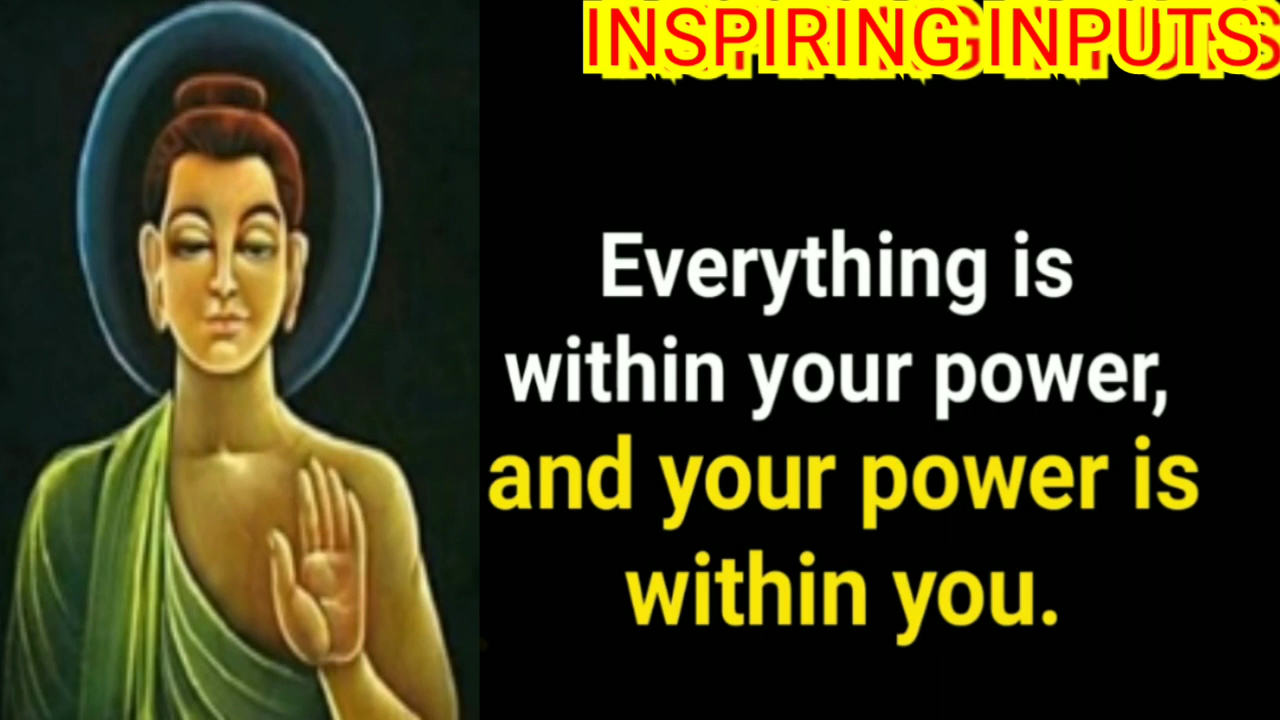 INSPIRING INPUTS
Everything is
within your power,
and your power is
within you.